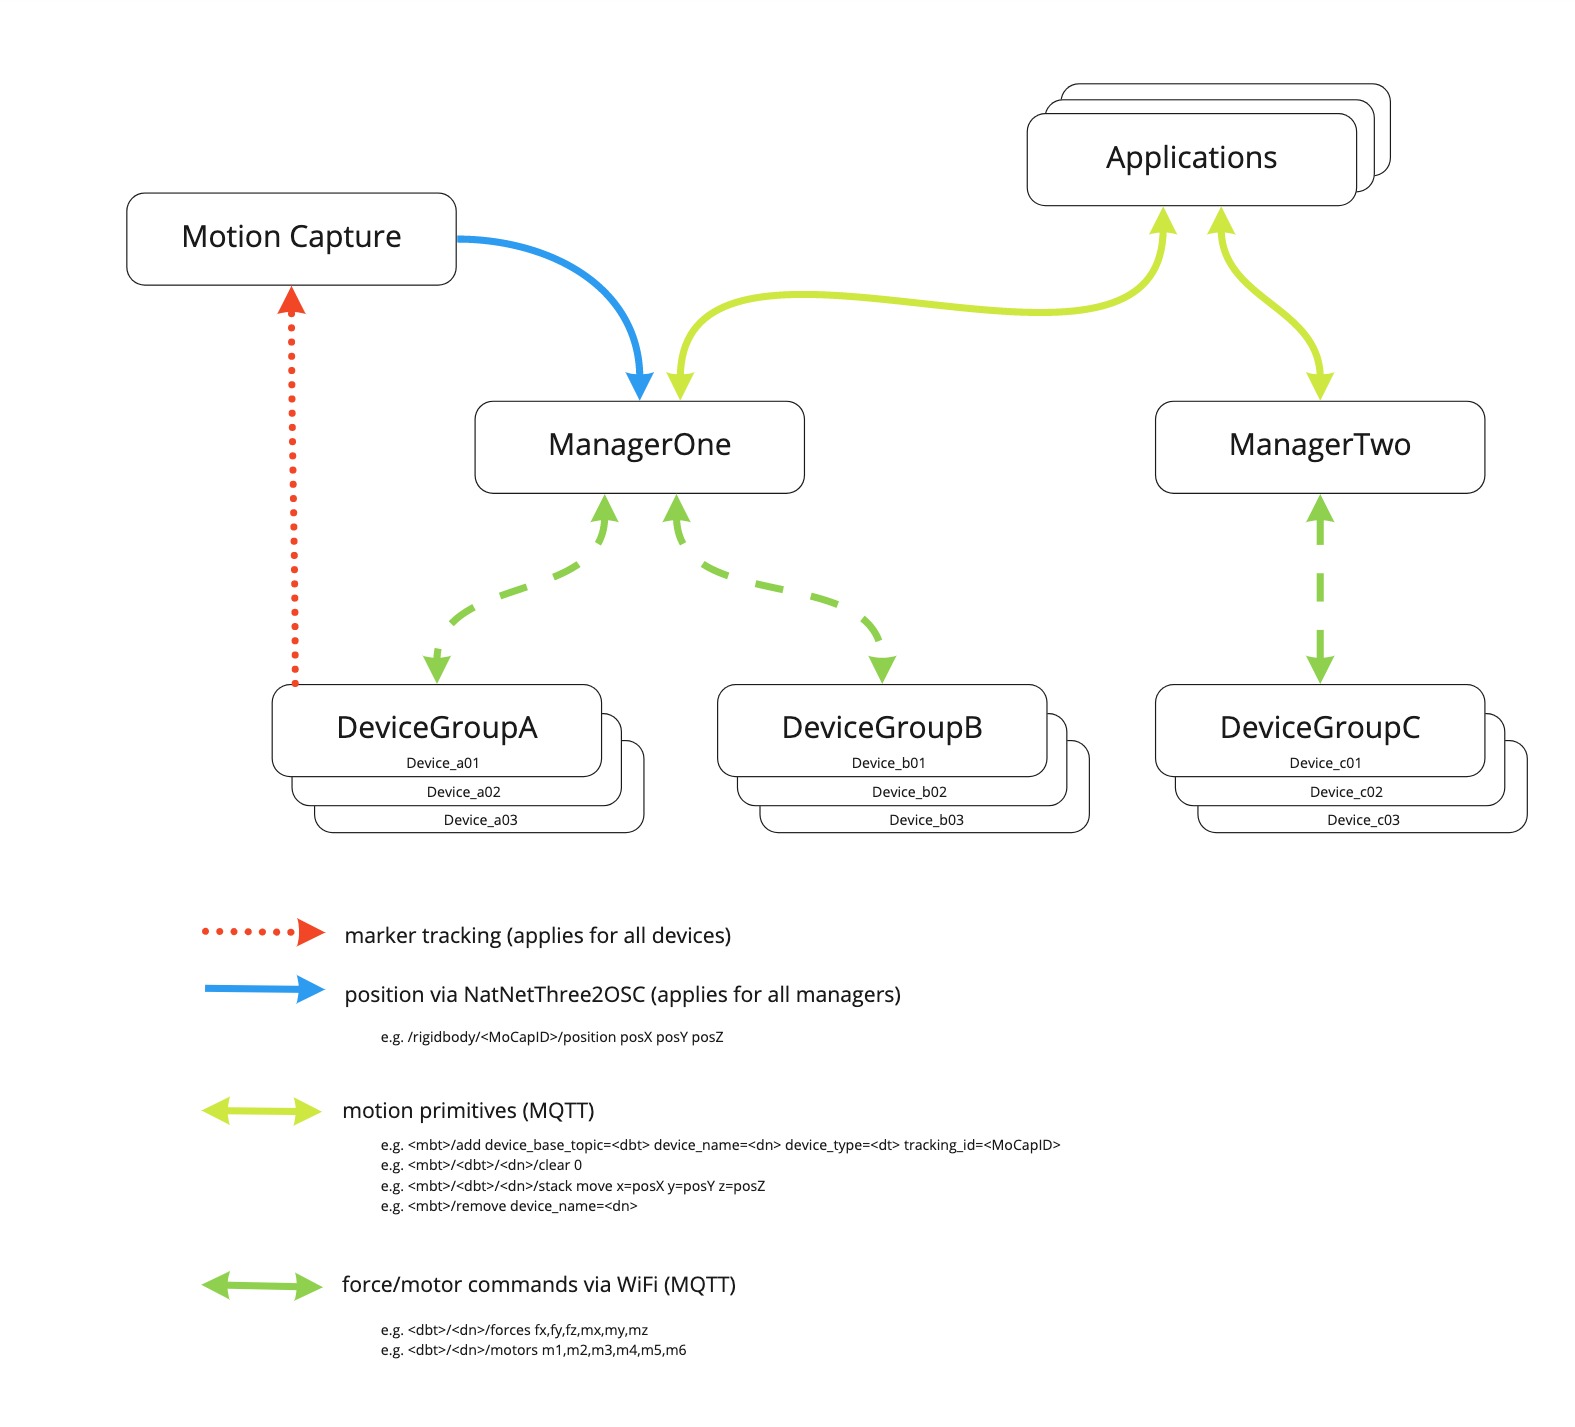 Applications
Motion Capture
ManagerOne
ManagerTwo
DeviceGroupA
Device_a01
Device_a02
Device_a03
DeviceGroupB
Device_b01
Device_b02
Device_b03
DeviceGroupC
Device_c01
Device_c02
Device_c03
marker tracking (applies for all devices)
position via NatNetThree2OSC (applies for all managers)
e.g. /rigidbody/<MoCapID>/position posX posY posZ
motion primitives (MQTT)
e.g. <mbt>/add device_base_topic=<dbt> device_name=<dn> device_type=<dt> tracking_id=<MoCapID>
e.g. <mbt>/<dbt>/<dn>/clear 0
e.g. <mbt>/<dbt>/<dn>/stack move x=posX y=posY z=posZ
e.g. <mbt>/remove device_name=<dn>
force/motor commands via WiFi (MQTT)
e.g. <dbt>/<dn>/forces fx,fy,fz,mx,my,mz
e.g. <dbt>/<dn>/motors m1,m2,m3,m4,m5,m6